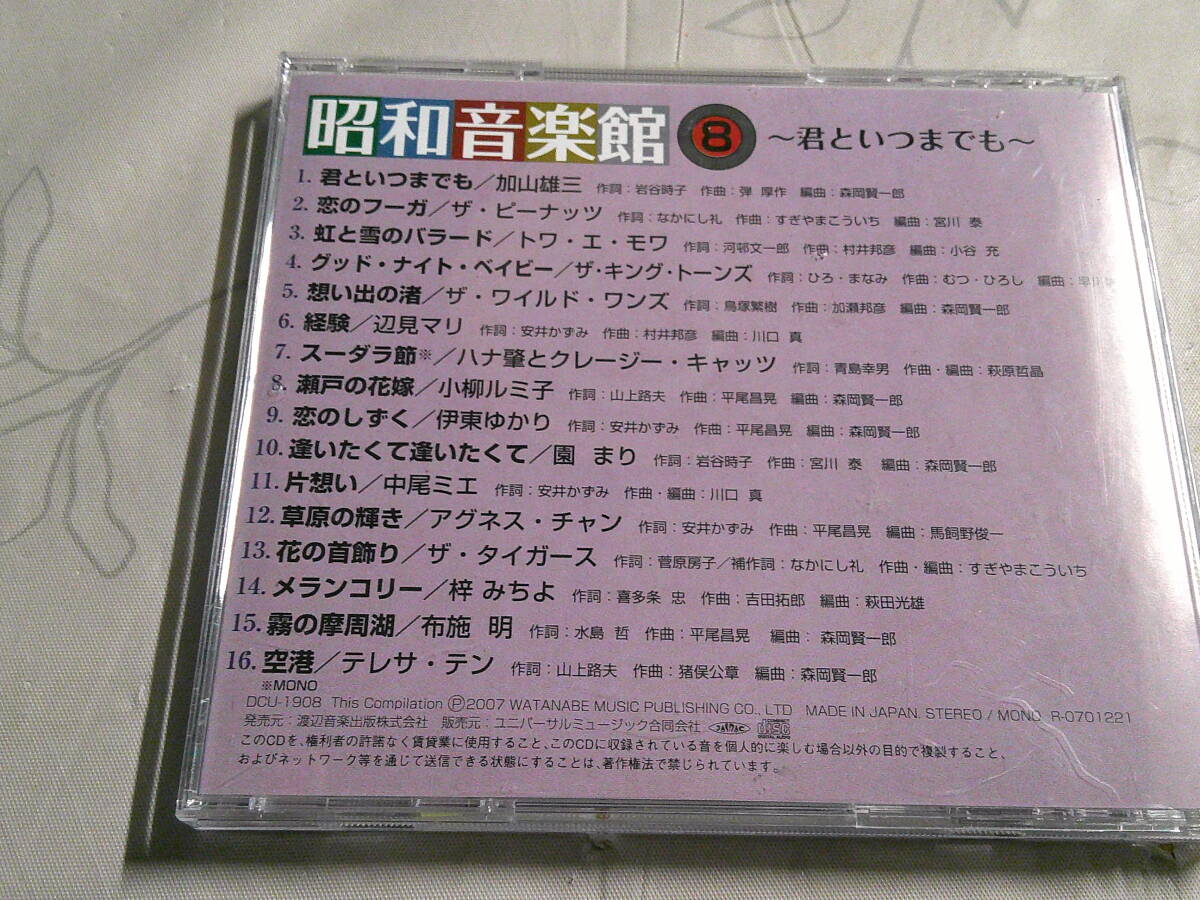 昭和音楽館 8 〜君といつまでも〜
1. 君といつまでも／加山雄三 作詞：岩谷時子 作曲：弾 厚作 編曲：森岡賢一郎
2. 恋のフーガ／ザ・ピーナッツ 作詞：なかにし礼 作曲：すぎやまこういち 編曲：宮川 泰
3. 虹と雪のバラード／トワ・エ・モワ 作詞：河邨文一郎 作曲：村井邦彦 編曲：小谷 充
4. グッド・ナイト・ベイビー／ザ・キング・トーンズ 作詞：ひろ・まなみ 作曲：むつ・ひろし 編曲：早川
5. 想い出の渚／ザ・ワイルド・ワンズ 作詞：鳥塚繁樹 作曲：加瀬邦彦 編曲：森岡賢一郎
6. 経験／辺見マリ 作詞：安井かずみ 作曲：村井邦彦 編曲：川口 真
7. スーダラ節※／ハナ肇とクレージー・キャッツ 作詞：青島幸男 作曲・編曲：萩原哲晶
8. 瀬戸の花嫁／小柳ルミ子 作詞：山上路夫 作曲：平尾昌晃 編曲：森岡賢一郎
9. 恋のしずく／伊東ゆかり 作詞：安井かずみ 作曲：平尾昌晃 編曲：森岡賢一郎
10. 逢いたくて逢いたくて／園 まり 作詞：岩谷時子 作曲：宮川 泰 編曲：森岡賢一郎
11. 片想い／中尾ミエ 作詞：安井かずみ 作曲・編曲：川口 真
12. 草原の輝き／アグネス・チャン 作詞：安井かずみ 作曲：平尾昌晃 編曲：馬飼野俊一
13. 花の首飾り／ザ・タイガース 作詞：菅原房子／補作詞：なかにし礼 作曲・編曲：すぎやまこういち
14. メランコリー／梓 みちよ 作詞：喜多条 忠 作曲：吉田拓郎 編曲：萩田光雄
15. 霧の摩周湖／布施 明 作詞：水島 哲 作曲：平尾昌晃 編曲：森岡賢一郎
16. 空港／テレサ・テン 作詞：山上路夫 作曲：猪俣公章 編曲：森岡賢一郎
※MONO
DCU-1908 This Compilation Ⓟ2007 WATANABE MUSIC PUBLISHING CO., LTD MADE IN JAPAN. STEREO / MONO R-0701221
発売元：渡辺音楽出版株式会社 販売元：ユニバーサルミュージック合同会社 JASRAC COMPACT disc DIGITAL AUDIO
このCDを、権利者の許諾なく賃貸業に使用すること、このCDに収録されている音を個人的に楽しむ場合以外の目的で複製すること、
およびネットワーク等を通じて送信できる状態にすることは、著作権法で禁じられています。